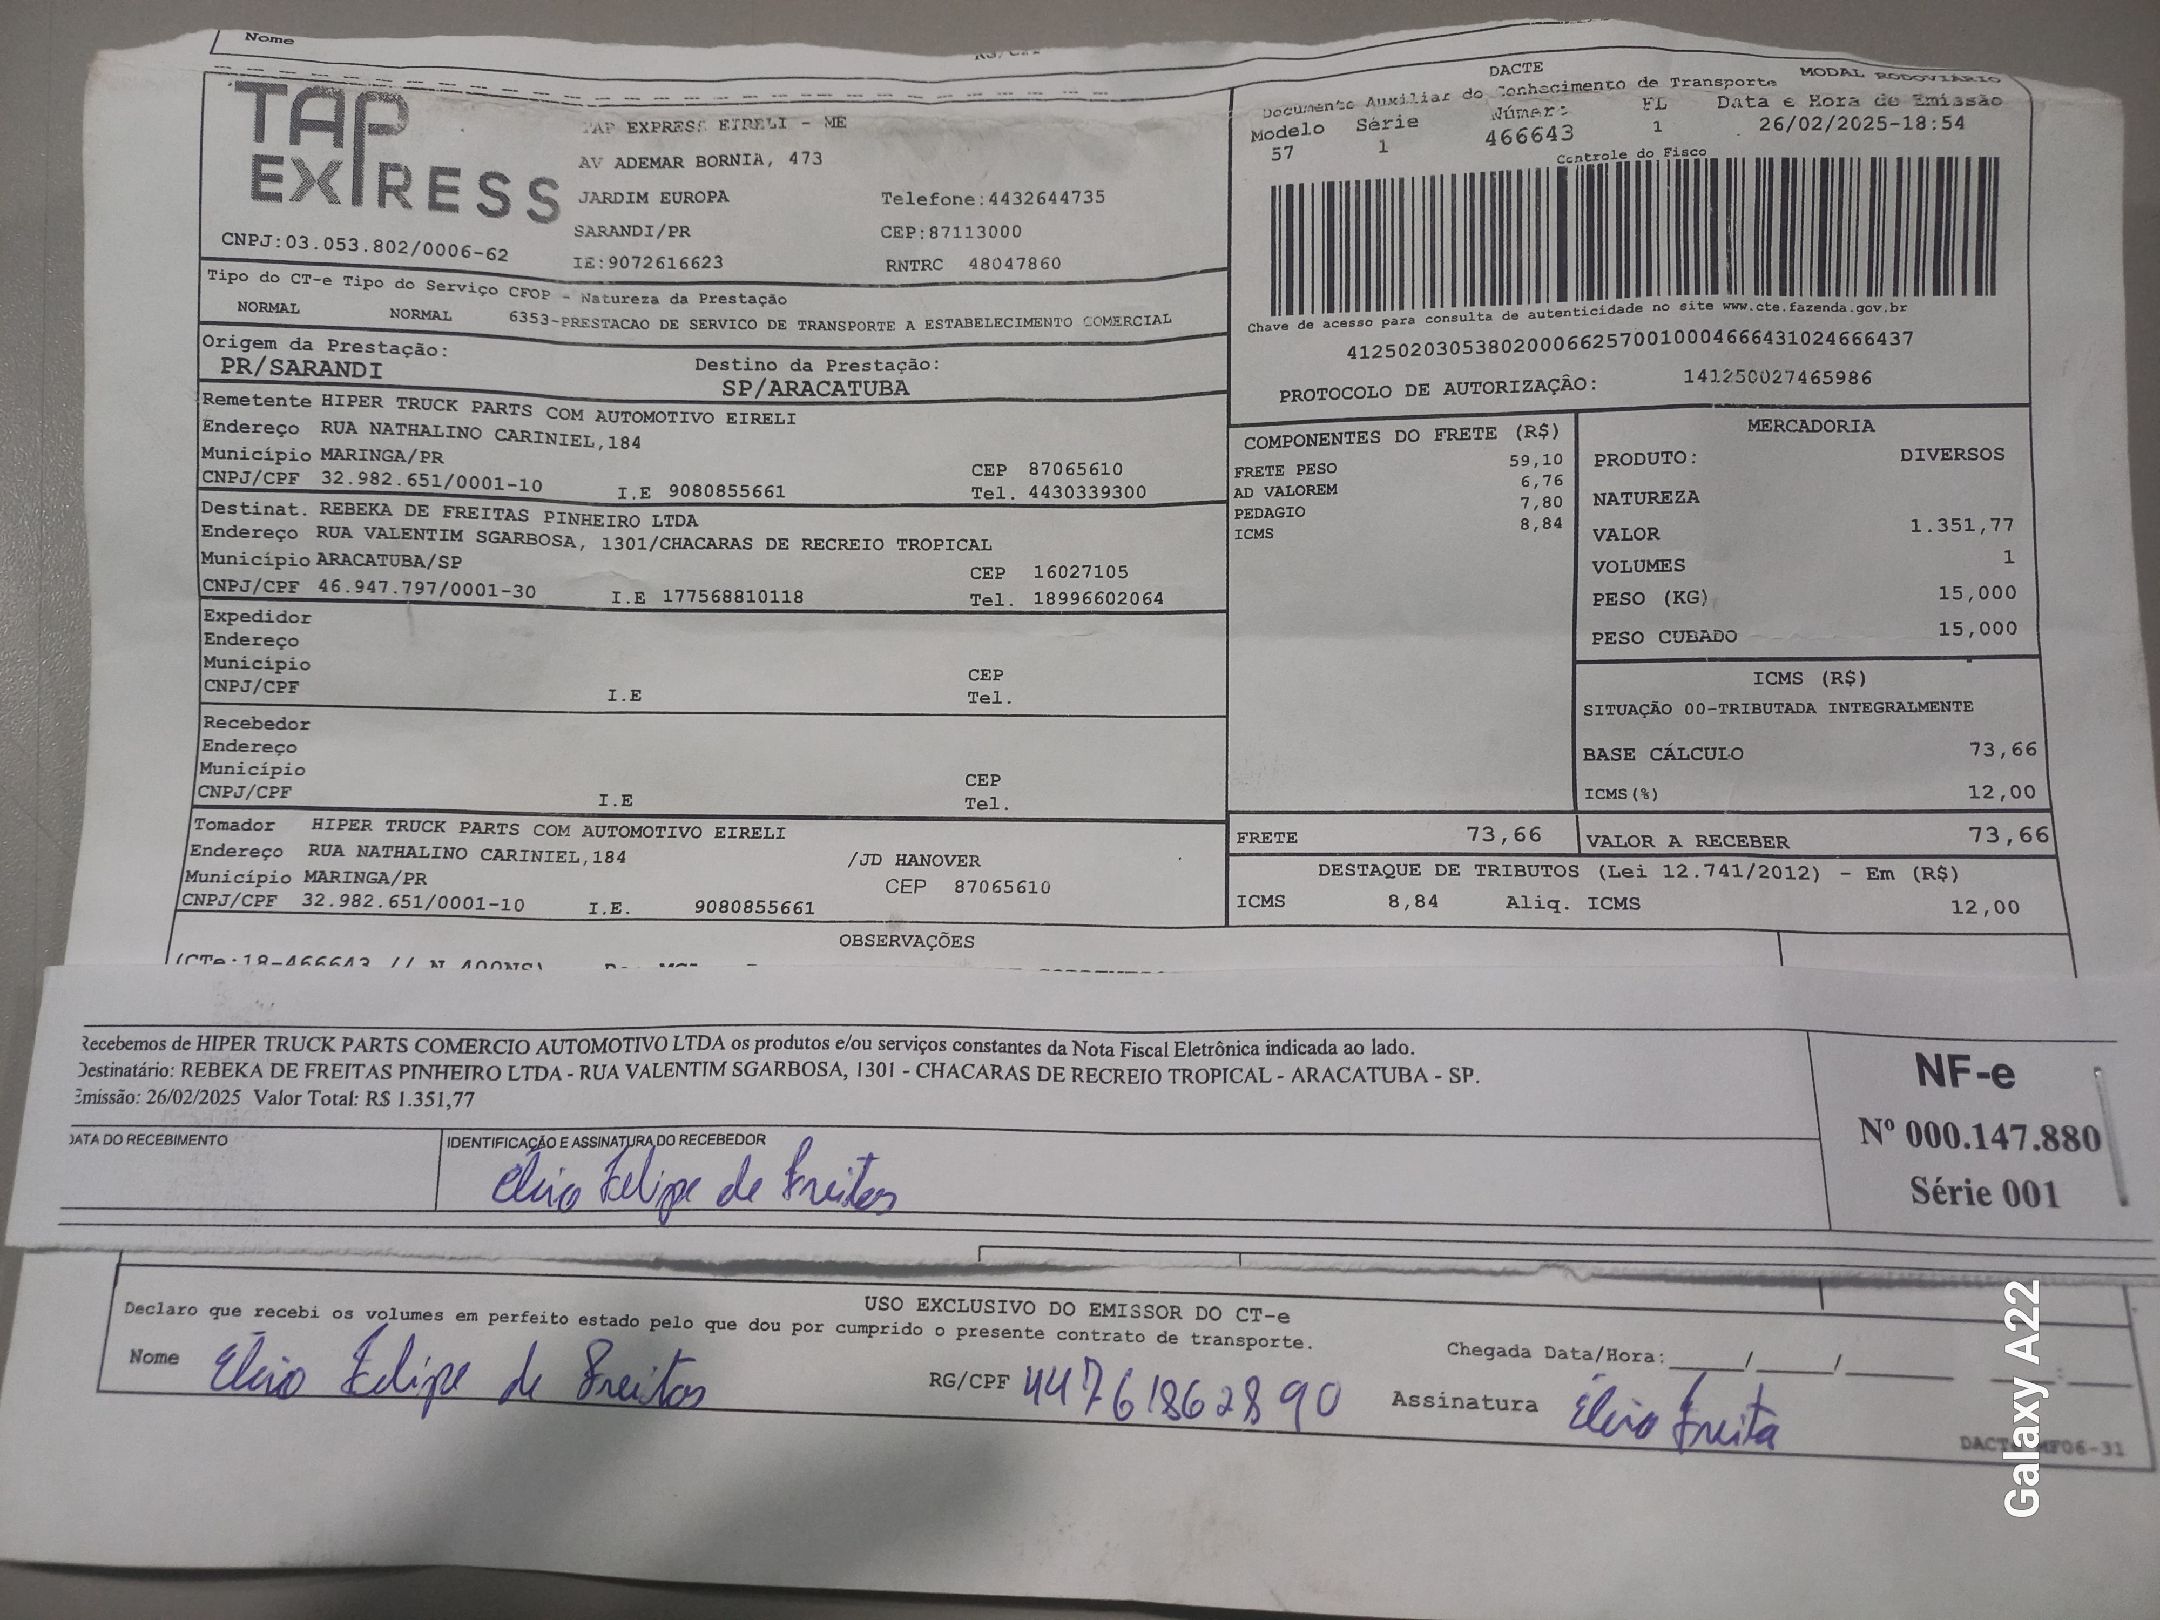 Nome
TAP EXPRESS
TAP EXPRESS EIRELI - ME
AV ADEMAR BORNIA, 473
JARDIM EUROPA Telefone:4432644735
SARANDI/PR CEP:87113000
CNPJ:03.053.802/0006-62 IE:9072616623 RNTRC 48047860
DACTE MODAL RODOVIÁRIO
Documento Auxiliar do Conhecimento de Transporte
Modelo Série Número FL Data e Hora de Emissão
57 1 466643 1 26/02/2025-18:54
Controle do Fisco
Chave de acesso para consulta de autenticidade no site www.cte.fazenda.gov.br
41250203053802000662570010004666431024666437
PROTOCOLO DE AUTORIZAÇÃO: 141250027465986
Tipo do CT-e Tipo do Serviço CFOP - Natureza da Prestação
NORMAL NORMAL 6353-PRESTACAO DE SERVICO DE TRANSPORTE A ESTABELECIMENTO COMERCIAL
Origem da Prestação: Destino da Prestação:
PR/SARANDI SP/ARACATUBA
Remetente HIPER TRUCK PARTS COM AUTOMOTIVO EIRELI
Endereço RUA NATHALINO CARINIEL,184
Município MARINGA/PR CEP 87065610
CNPJ/CPF 32.982.651/0001-10 I.E 9080855661 Tel. 4430339300
Destinat. REBEKA DE FREITAS PINHEIRO LTDA
Endereço RUA VALENTIM SGARBOSA, 1301/CHACARAS DE RECREIO TROPICAL
Município ARACATUBA/SP CEP 16027105
CNPJ/CPF 46.947.797/0001-30 I.E 177568810118 Tel. 18996602064
Expedidor
Endereço
Município CEP
CNPJ/CPF I.E Tel.
Recebedor
Endereço
Município CEP
CNPJ/CPF I.E Tel.
Tomador HIPER TRUCK PARTS COM AUTOMOTIVO EIRELI
Endereço RUA NATHALINO CARINIEL,184 /JD HANOVER
Município MARINGA/PR CEP 87065610
CNPJ/CPF 32.982.651/0001-10 I.E. 9080855661
COMPONENTES DO FRETE (R$)
FRETE PESO 59,10
AD VALOREM 6,76
PEDAGIO 7,80
ICMS 8,84
MERCADORIA
PRODUTO: DIVERSOS
NATUREZA
VALOR 1.351,77
VOLUMES 1
PESO (KG) 15,000
PESO CUBADO 15,000
ICMS (R$)
SITUAÇÃO 00-TRIBUTADA INTEGRALMENTE
BASE CÁLCULO 73,66
ICMS(%) 12,00
FRETE 73,66 VALOR A RECEBER 73,66
DESTAQUE DE TRIBUTOS (Lei 12.741/2012) - Em (R$)
ICMS 8,84 Aliq. ICMS 12,00
OBSERVAÇÕES
(CTe:18-466643 //
Recebemos de HIPER TRUCK PARTS COMERCIO AUTOMOTIVO LTDA os produtos e/ou serviços constantes da Nota Fiscal Eletrônica indicada ao lado.
Destinatário: REBEKA DE FREITAS PINHEIRO LTDA - RUA VALENTIM SGARBOSA, 1301 - CHACARAS DE RECREIO TROPICAL - ARACATUBA - SP.
Emissão: 26/02/2025 Valor Total: R$ 1.351,77
DATA DO RECEBIMENTO IDENTIFICAÇÃO E ASSINATURA DO RECEBEDOR
Élcio Felipe de Freitas
NF-e
Nº 000.147.880
Série 001
USO EXCLUSIVO DO EMISSOR DO CT-e
Declaro que recebi os volumes em perfeito estado pelo que dou por cumprido o presente contrato de transporte.
Nome Élcio Felipe de Freitas RG/CPF 44761862890 Chegada Data/Hora:____/____/______ ____:____
Assinatura Élcio Freita
Galaxy A22